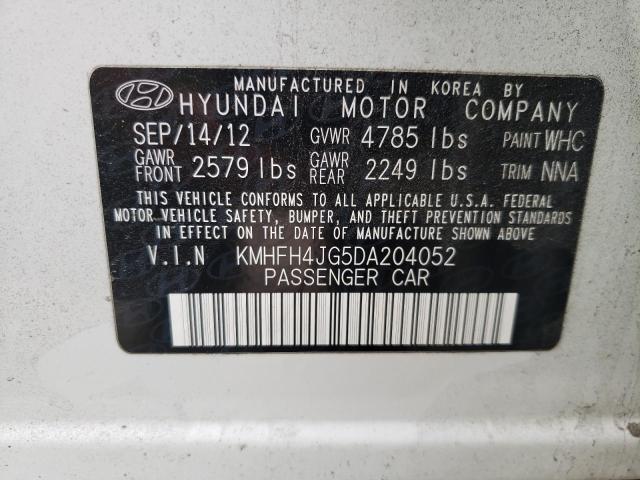 MANUFACTURED IN KOREA BY
HYUNDAI MOTOR COMPANY
SEP/14/12 GVWR 4785 lbs PAINT WHC
GAWR FRONT 2579 lbs GAWR REAR 2249 lbs TRIM NNA
THIS VEHICLE CONFORMS TO ALL APPLICABLE U.S.A. FEDERAL
MOTOR VEHICLE SAFETY, BUMPER, AND THEFT PREVENTION STANDARDS
IN EFFECT ON THE DATE OF MANUFACTURE SHOWN ABOVE.
V.I.N KMHFH4JG5DA204052
PASSENGER CAR